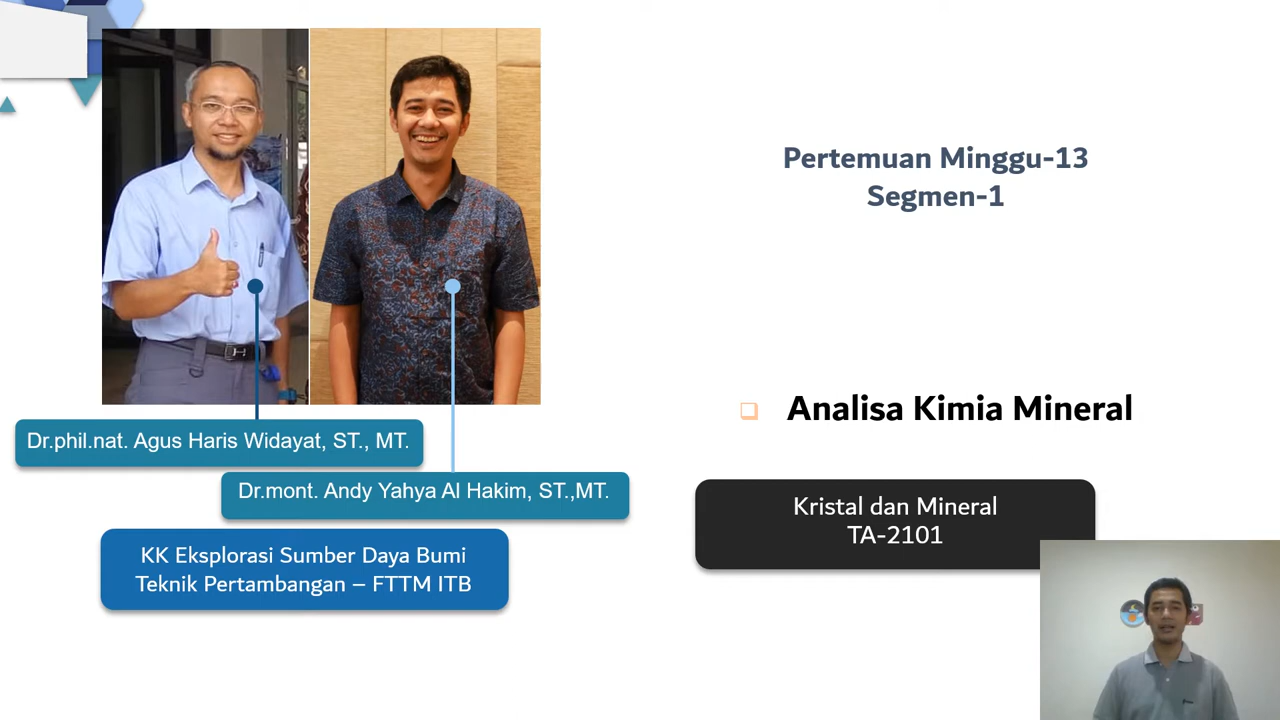 Pertemuan Minggu-13
Segmen-1
Dr.phil.nat. Agus Haris Widayat, ST., MT.
Dr.mont. Andy Yahya Al Hakim, ST.,MT.
KK Eksplorasi Sumber Daya Bumi
Teknik Pertambangan – FTTM ITB
❑ Analisa Kimia Mineral
Kristal dan Mineral
TA-2101